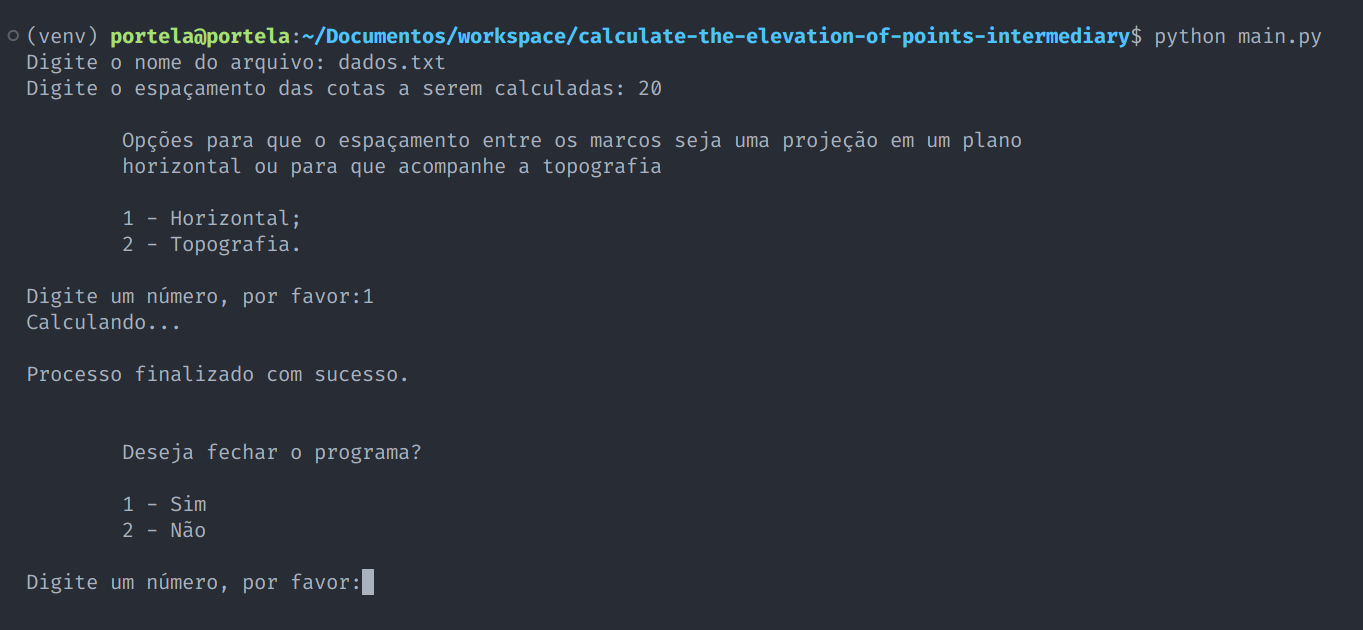 (venv) portela@portela:~/Documentos/workspace/calculate-the-elevation-of-points-intermediary$ python main.py
Digite o nome do arquivo: dados.txt
Digite o espaçamento das cotas a serem calculadas: 20
Opções para que o espaçamento entre os marcos seja uma projeção em um plano
horizontal ou para que acompanhe a topografia
1 - Horizontal;
2 - Topografia.
Digite um número, por favor:1
Calculando...
Processo finalizado com sucesso.
Deseja fechar o programa?
1 - Sim
2 - Não
Digite um número, por favor: